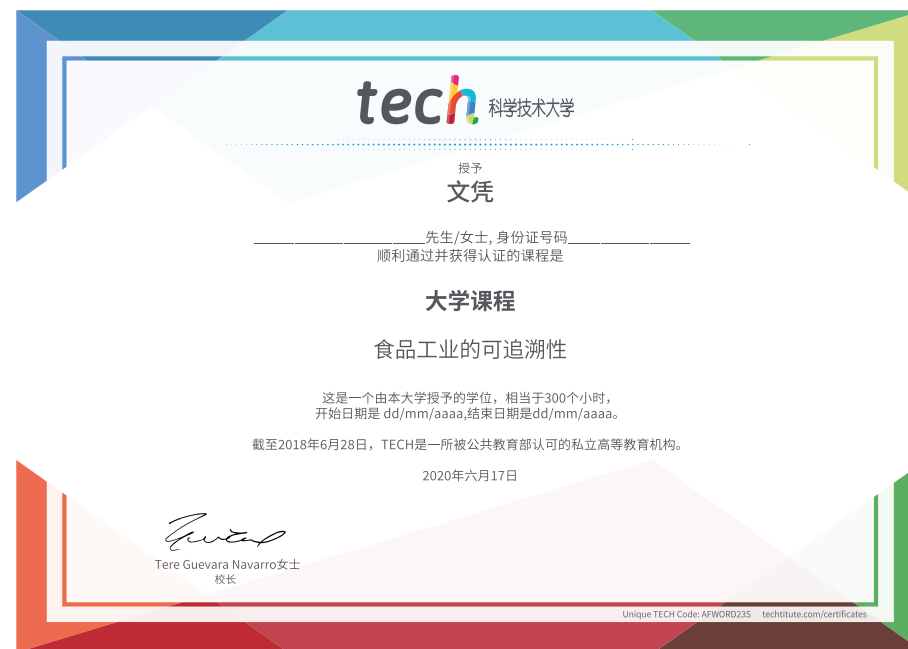 tech 科学技术大学
授予
文凭
先生/女士, 身份证号码
顺利通过并获得认证的课程是
大学课程
食品工业的可追溯性
这是一个由本大学授予的学位，相当于300个小时，
开始日期是 dd/mm/aaaa,结束日期是dd/mm/aaaa。
截至2018年6月28日，TECH是一所被公共教育部认可的私立高等教育机构。
2020年六月17日
Tere Guevara Navarro女士
校长
Unique TECH Code: AFWORD23S techtitute.com/certificates